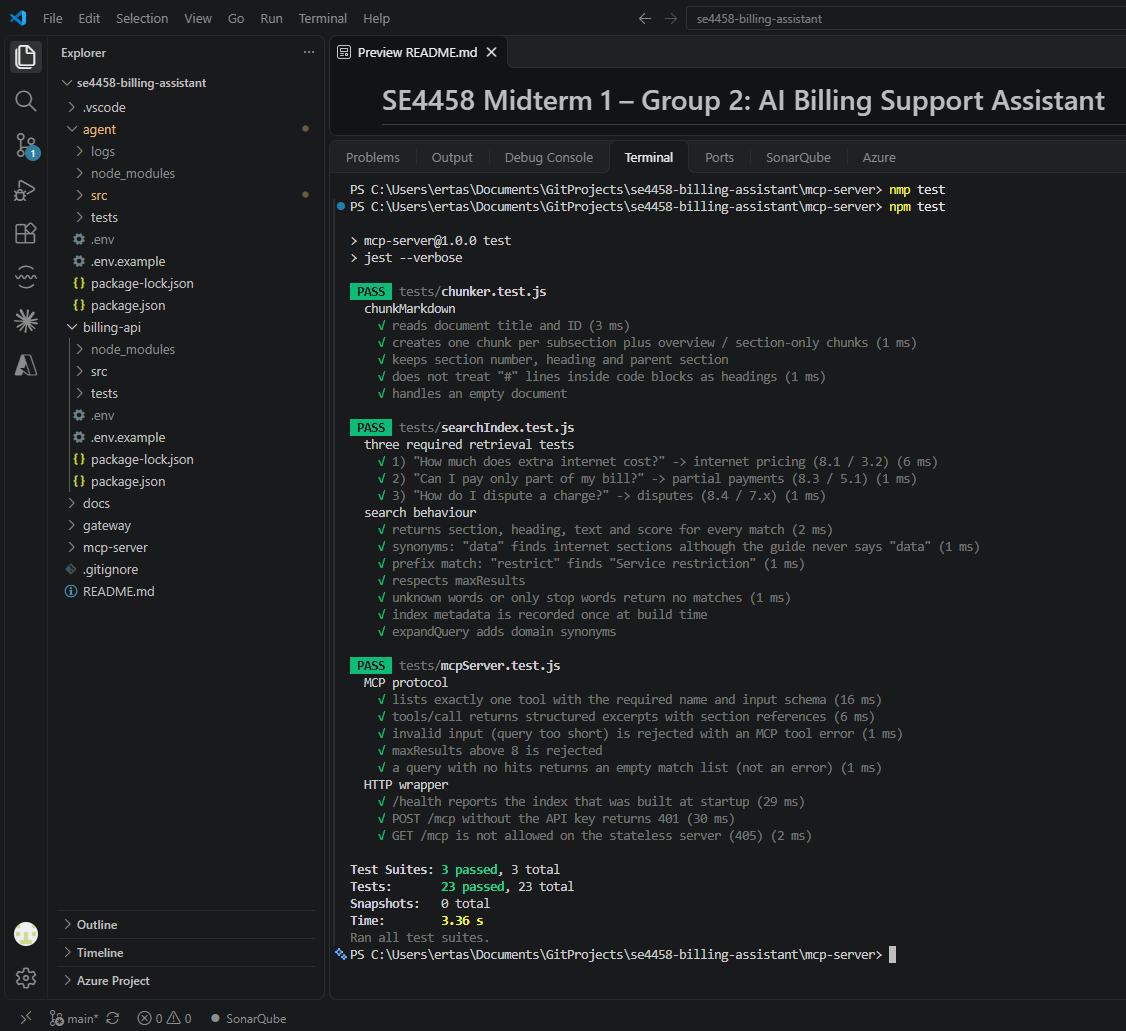 File Edit Selection View Go Run Terminal Help
se4458-billing-assistant
Explorer
se4458-billing-assistant
.vscode
agent
logs
node_modules
src
tests
.env
.env.example
package-lock.json
package.json
billing-api
node_modules
src
tests
.env
.env.example
package-lock.json
package.json
docs
gateway
mcp-server
.gitignore
README.md
Outline
Timeline
Azure Project
1
Preview README.md
SE4458 Midterm 1 – Group 2: AI Billing Support Assistant
Problems Output Debug Console Terminal Ports SonarQube Azure
PS C:\Users\ertas\Documents\GitProjects\se4458-billing-assistant\mcp-server> nmp test
PS C:\Users\ertas\Documents\GitProjects\se4458-billing-assistant\mcp-server> npm test
> mcp-server@1.0.0 test
> jest --verbose
PASS tests/chunker.test.js
chunkMarkdown
√ reads document title and ID (3 ms)
√ creates one chunk per subsection plus overview / section-only chunks (1 ms)
√ keeps section number, heading and parent section
√ does not treat "#" lines inside code blocks as headings (1 ms)
√ handles an empty document
PASS tests/searchIndex.test.js
three required retrieval tests
√ 1) "How much does extra internet cost?" -> internet pricing (8.1 / 3.2) (6 ms)
√ 2) "Can I pay only part of my bill?" -> partial payments (8.3 / 5.1) (1 ms)
√ 3) "How do I dispute a charge?" -> disputes (8.4 / 7.x) (1 ms)
search behaviour
√ returns section, heading, text and score for every match (2 ms)
√ synonyms: "data" finds internet sections although the guide never says "data" (1 ms)
√ prefix match: "restrict" finds "Service restriction" (1 ms)
√ respects maxResults
√ unknown words or only stop words return no matches (1 ms)
√ index metadata is recorded once at build time
√ expandQuery adds domain synonyms
PASS tests/mcpServer.test.js
MCP protocol
√ lists exactly one tool with the required name and input schema (16 ms)
√ tools/call returns structured excerpts with section references (6 ms)
√ invalid input (query too short) is rejected with an MCP tool error (1 ms)
√ maxResults above 8 is rejected
√ a query with no hits returns an empty match list (not an error) (1 ms)
HTTP wrapper
√ /health reports the index that was built at startup (29 ms)
√ POST /mcp without the API key returns 401 (30 ms)
√ GET /mcp is not allowed on the stateless server (405) (2 ms)
Test Suites: 3 passed, 3 total
Tests: 23 passed, 23 total
Snapshots: 0 total
Time: 3.36 s
Ran all test suites.
PS C:\Users\ertas\Documents\GitProjects\se4458-billing-assistant\mcp-server>
main* 0 0 SonarQube